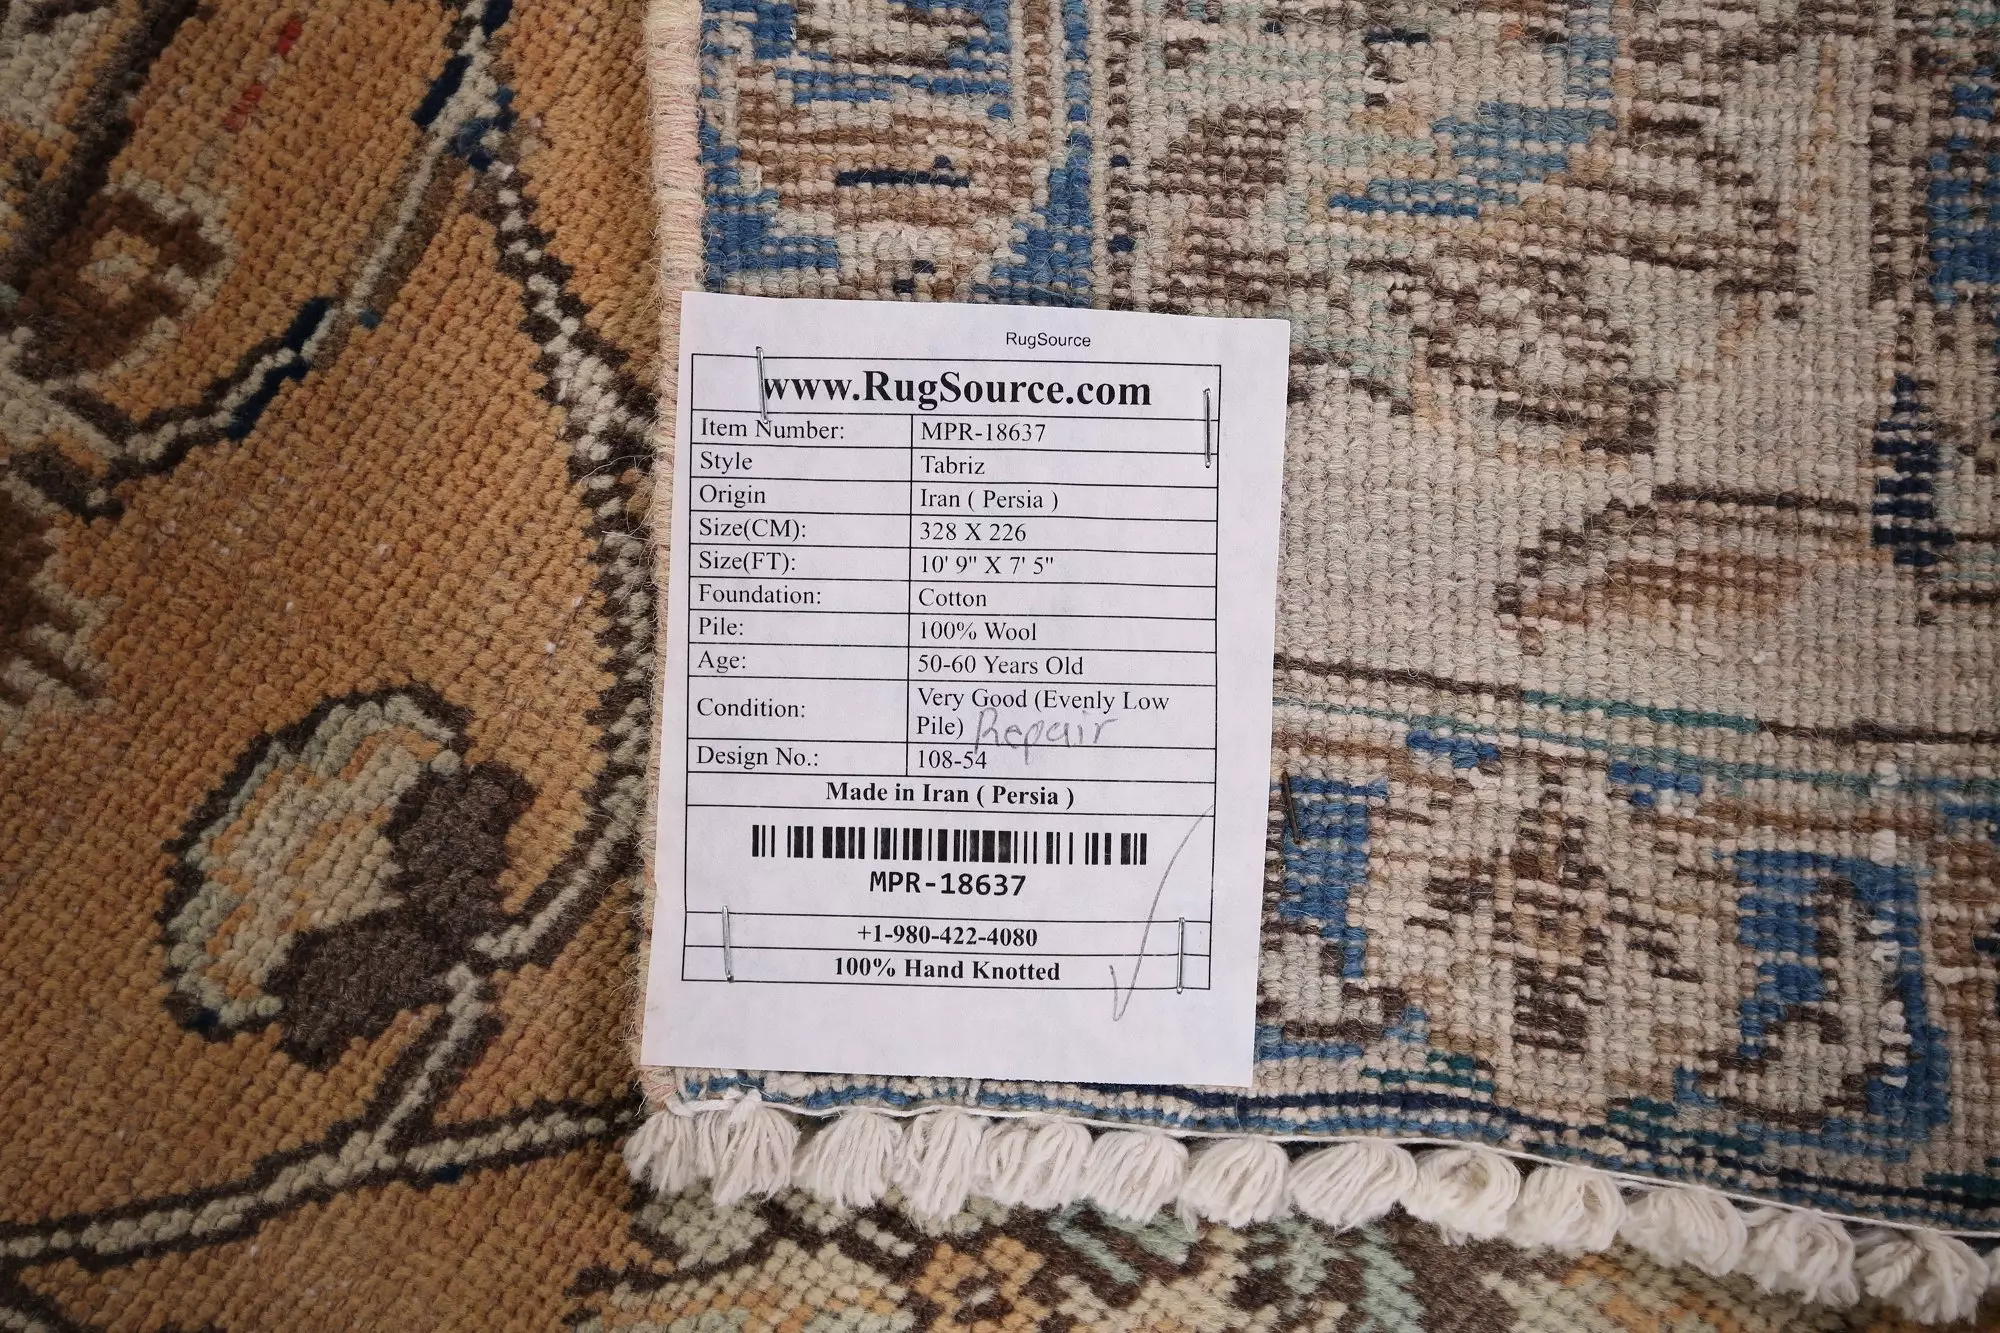 RugSource
www.RugSource.com
Item Number: MPR-18637
Style Tabriz
Origin Iran ( Persia )
Size(CM): 328 X 226
Size(FT): 10' 9" X 7' 5"
Foundation: Cotton
Pile: 100% Wool
Age: 50-60 Years Old
Condition: Very Good (Evenly Low
Pile) Repair
Design No.: 108-54
Made in Iran ( Persia )
MPR-18637
+1-980-422-4080
100% Hand Knotted